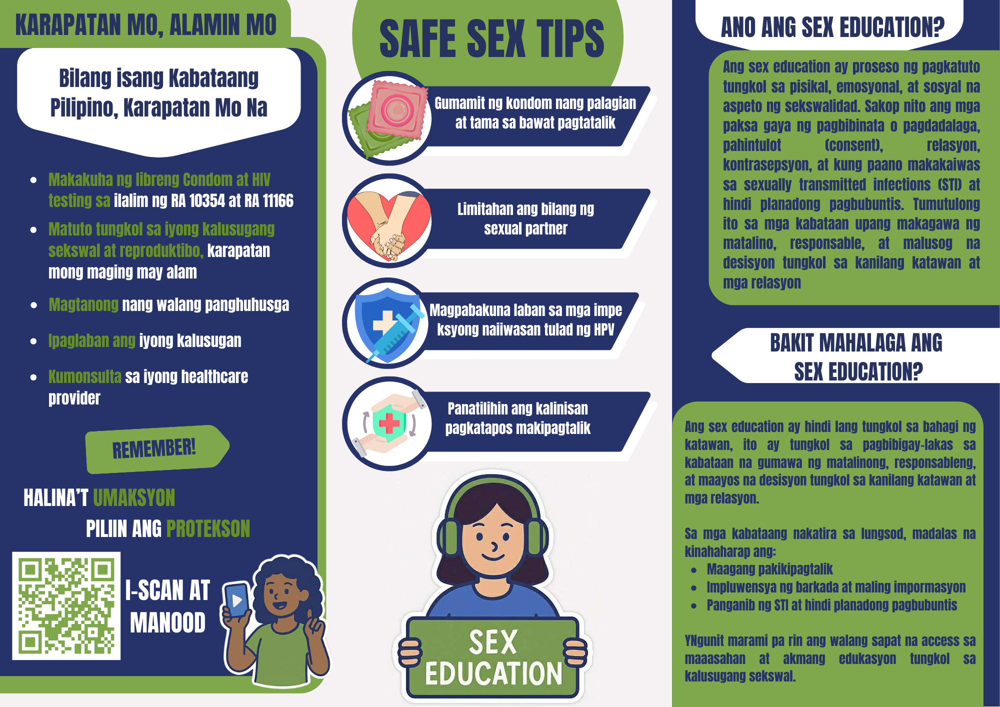 KARAPATAN MO, ALAMIN MO
Bilang isang Kabataang
Pilipino, Karapatan Mo Na
Makakuha ng libreng Condom at HIV
testing sa ilalim ng RA 10354 at RA 11166
Matuto tungkol sa iyong kalusugang
sekswal at reproduktibo, karapatan
mong maging may alam
Magtanong nang walang panghuhusga
Ipaglaban ang iyong kalusugan
Kumonsulta sa iyong healthcare
provider
REMEMBER!
HALINA'T UMAKSYON
PILIIN ANG PROTEKSON
I-SCAN AT
MANOOD
SAFE SEX TIPS
Gumamit ng kondom nang palagian
at tama sa bawat pagtatalik
Limitahan ang bilang ng
sexual partner
Magpabakuna laban sa mga impe
ksyong naiiwasan tulad ng HPV
Panatilihin ang kalinisan
pagkatapos makipagtalik
SEX
EDUCATION
ANO ANG SEX EDUCATION?
Ang sex education ay proseso ng pagkatuto
tungkol sa pisikal, emosyonal, at sosyal na
aspeto ng sekswalidad. Sakop nito ang mga
paksa gaya ng pagbibinata o pagdadalaga,
pahintulot (consent), relasyon,
kontrasepsyon, at kung paano makakaiwas
sa sexually transmitted infections (STI) at
hindi planadong pagbubuntis. Tumutulong
ito sa mga kabataan upang makagawa ng
matalino, responsable, at malusog na
desisyon tungkol sa kanilang katawan at
mga relasyon
BAKIT MAHALAGA ANG
SEX EDUCATION?
Ang sex education ay hindi lang tungkol sa bahagi ng
katawan, ito ay tungkol sa pagbibigay-lakas sa
kabataan na gumawa ng matalinong, responsableng,
at maayos na desisyon tungkol sa kanilang katawan at
mga relasyon.
Sa mga kabataang nakatira sa lungsod, madalas na
kinahaharap ang:
Maagang pakikipagtalik
Impluwensya ng barkada at maling impormasyon
Panganib ng STI at hindi planadong pagbubuntis
YNgunit marami pa rin ang walang sapat na access sa
maaasahan at akmang edukasyon tungkol sa
kalusugang sekswal.